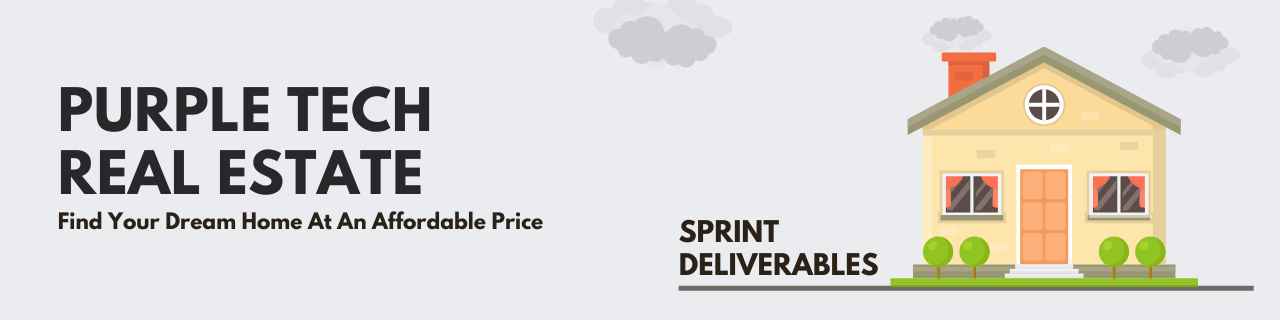 PURPLE TECH
REAL ESTATE
Find Your Dream Home At An Affordable Price
SPRINT
DELIVERABLES